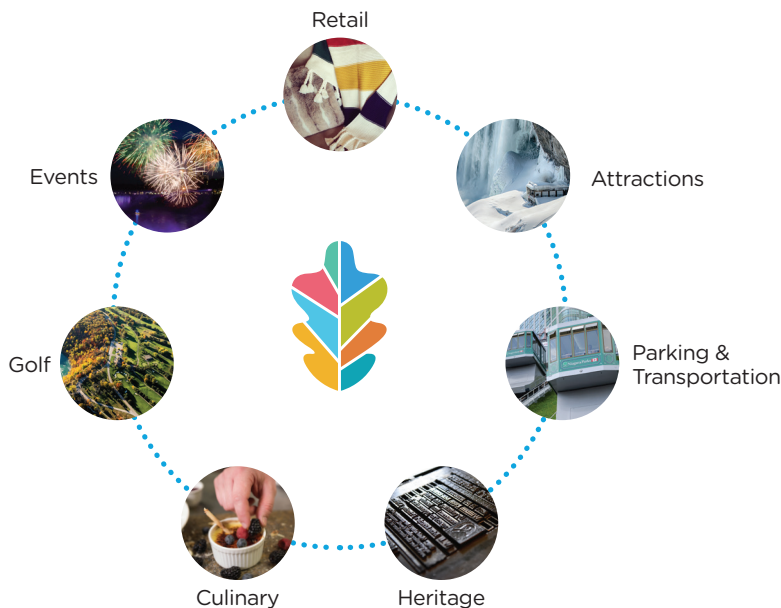 Retail
Events
Attractions
Golf
Parking &
Transportation
Culinary
Heritage